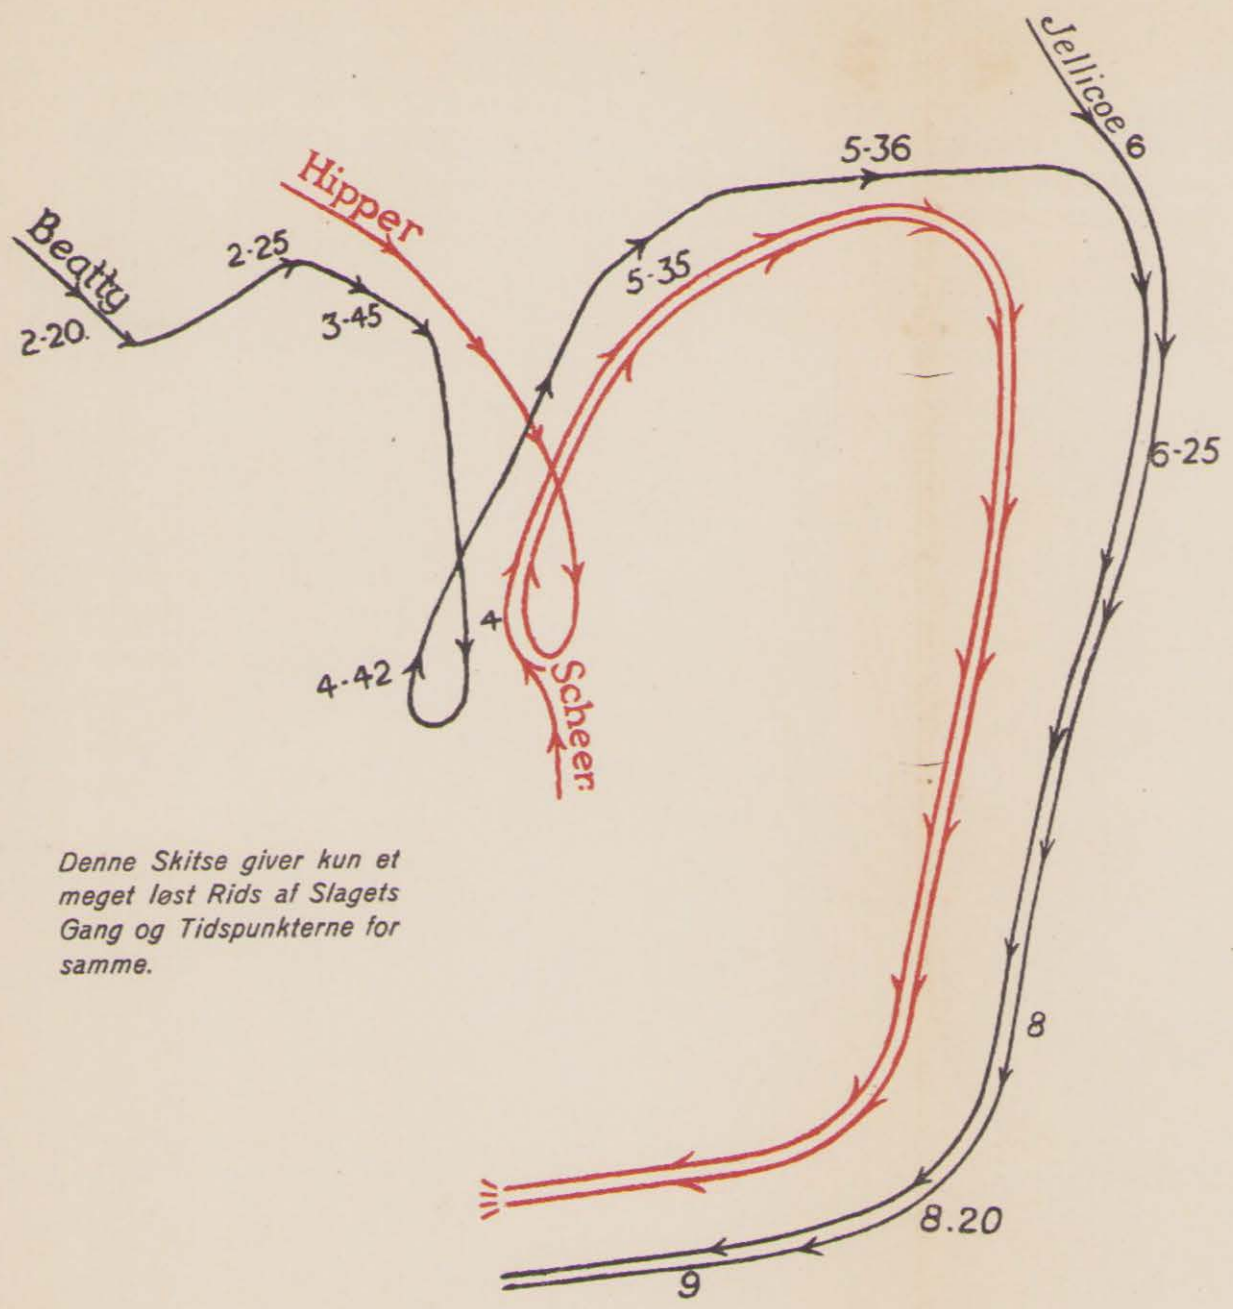 Jellicoe
6
5-36
Hipper
Beatty
2-25
5-35
2-20.
3-45
6-25
4
4-42
Scheer
Denne Skitse giver kun et
meget løst Rids af Slagets
Gang og Tidspunkterne for
samme.
8
8.20
9